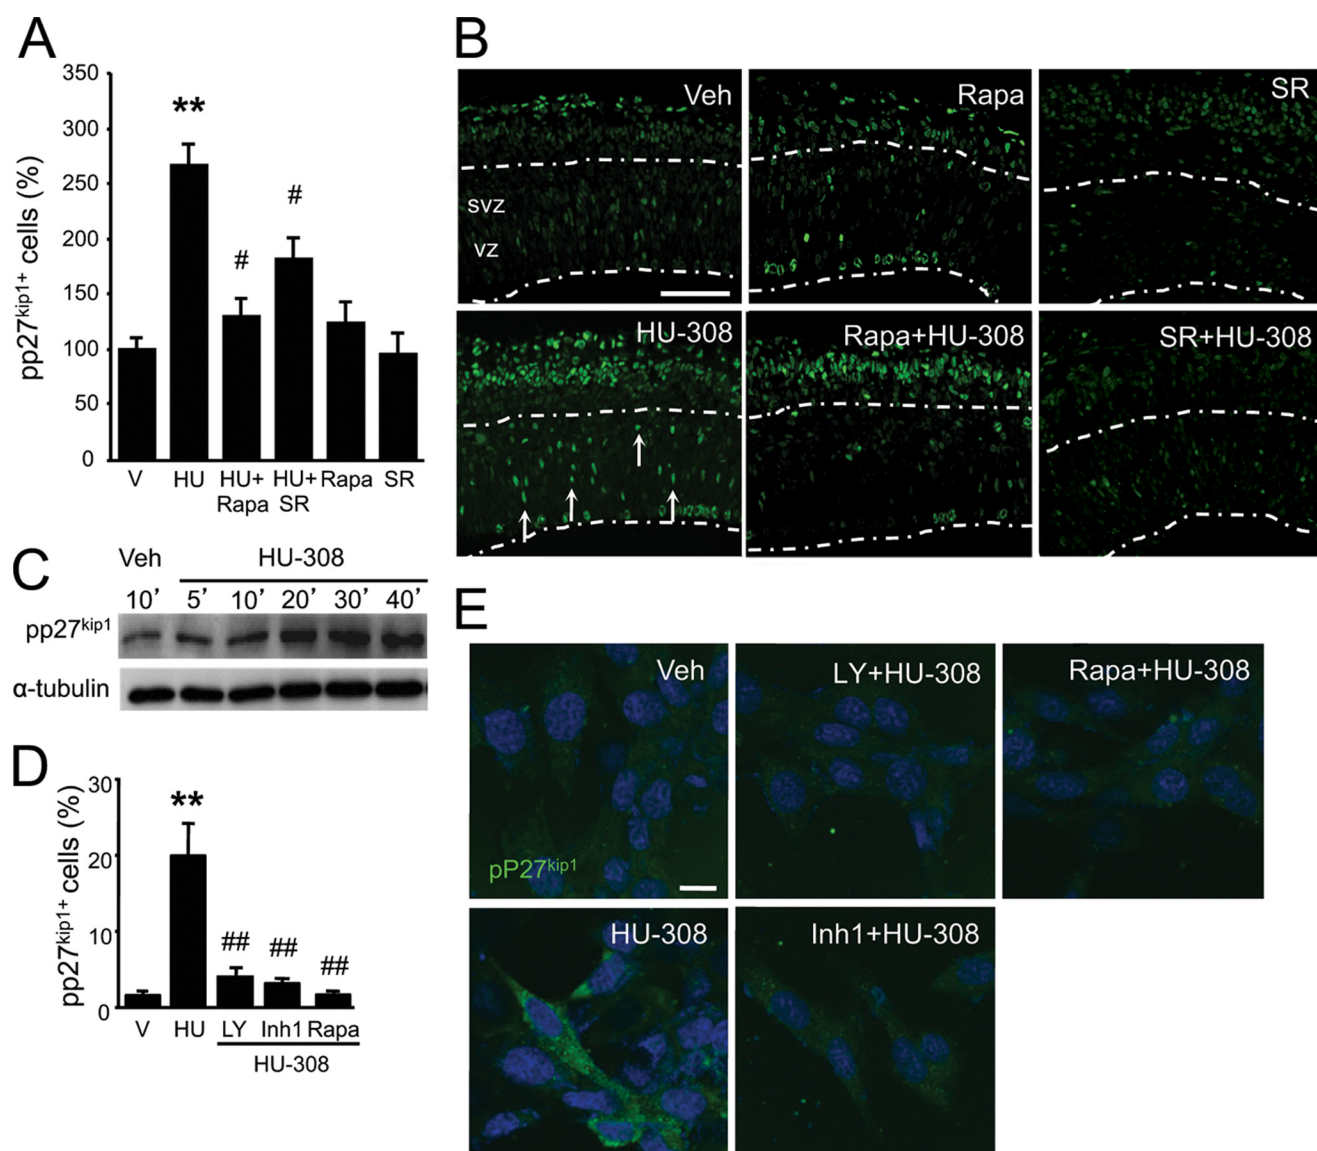 A
350
300
250
200
150
100
50
0
pp27kip1+ cells (%)
**
#
#
V
HU
HU+
Rapa
HU+
SR
Rapa
SR
B
Veh
svz
vz
Rapa
SR
HU-308
Rapa+HU-308
SR+HU-308
C
Veh
HU-308
10’ 5’ 10’ 20’ 30’ 40’
pp27kip1
α-tubulin
D
30
20
10
0
pp27kip1+ cells (%)
**
##
##
##
V HU LY Inh1 Rapa
HU-308
E
Veh
pP27kip1
LY+HU-308
Rapa+HU-308
HU-308
Inh1+HU-308